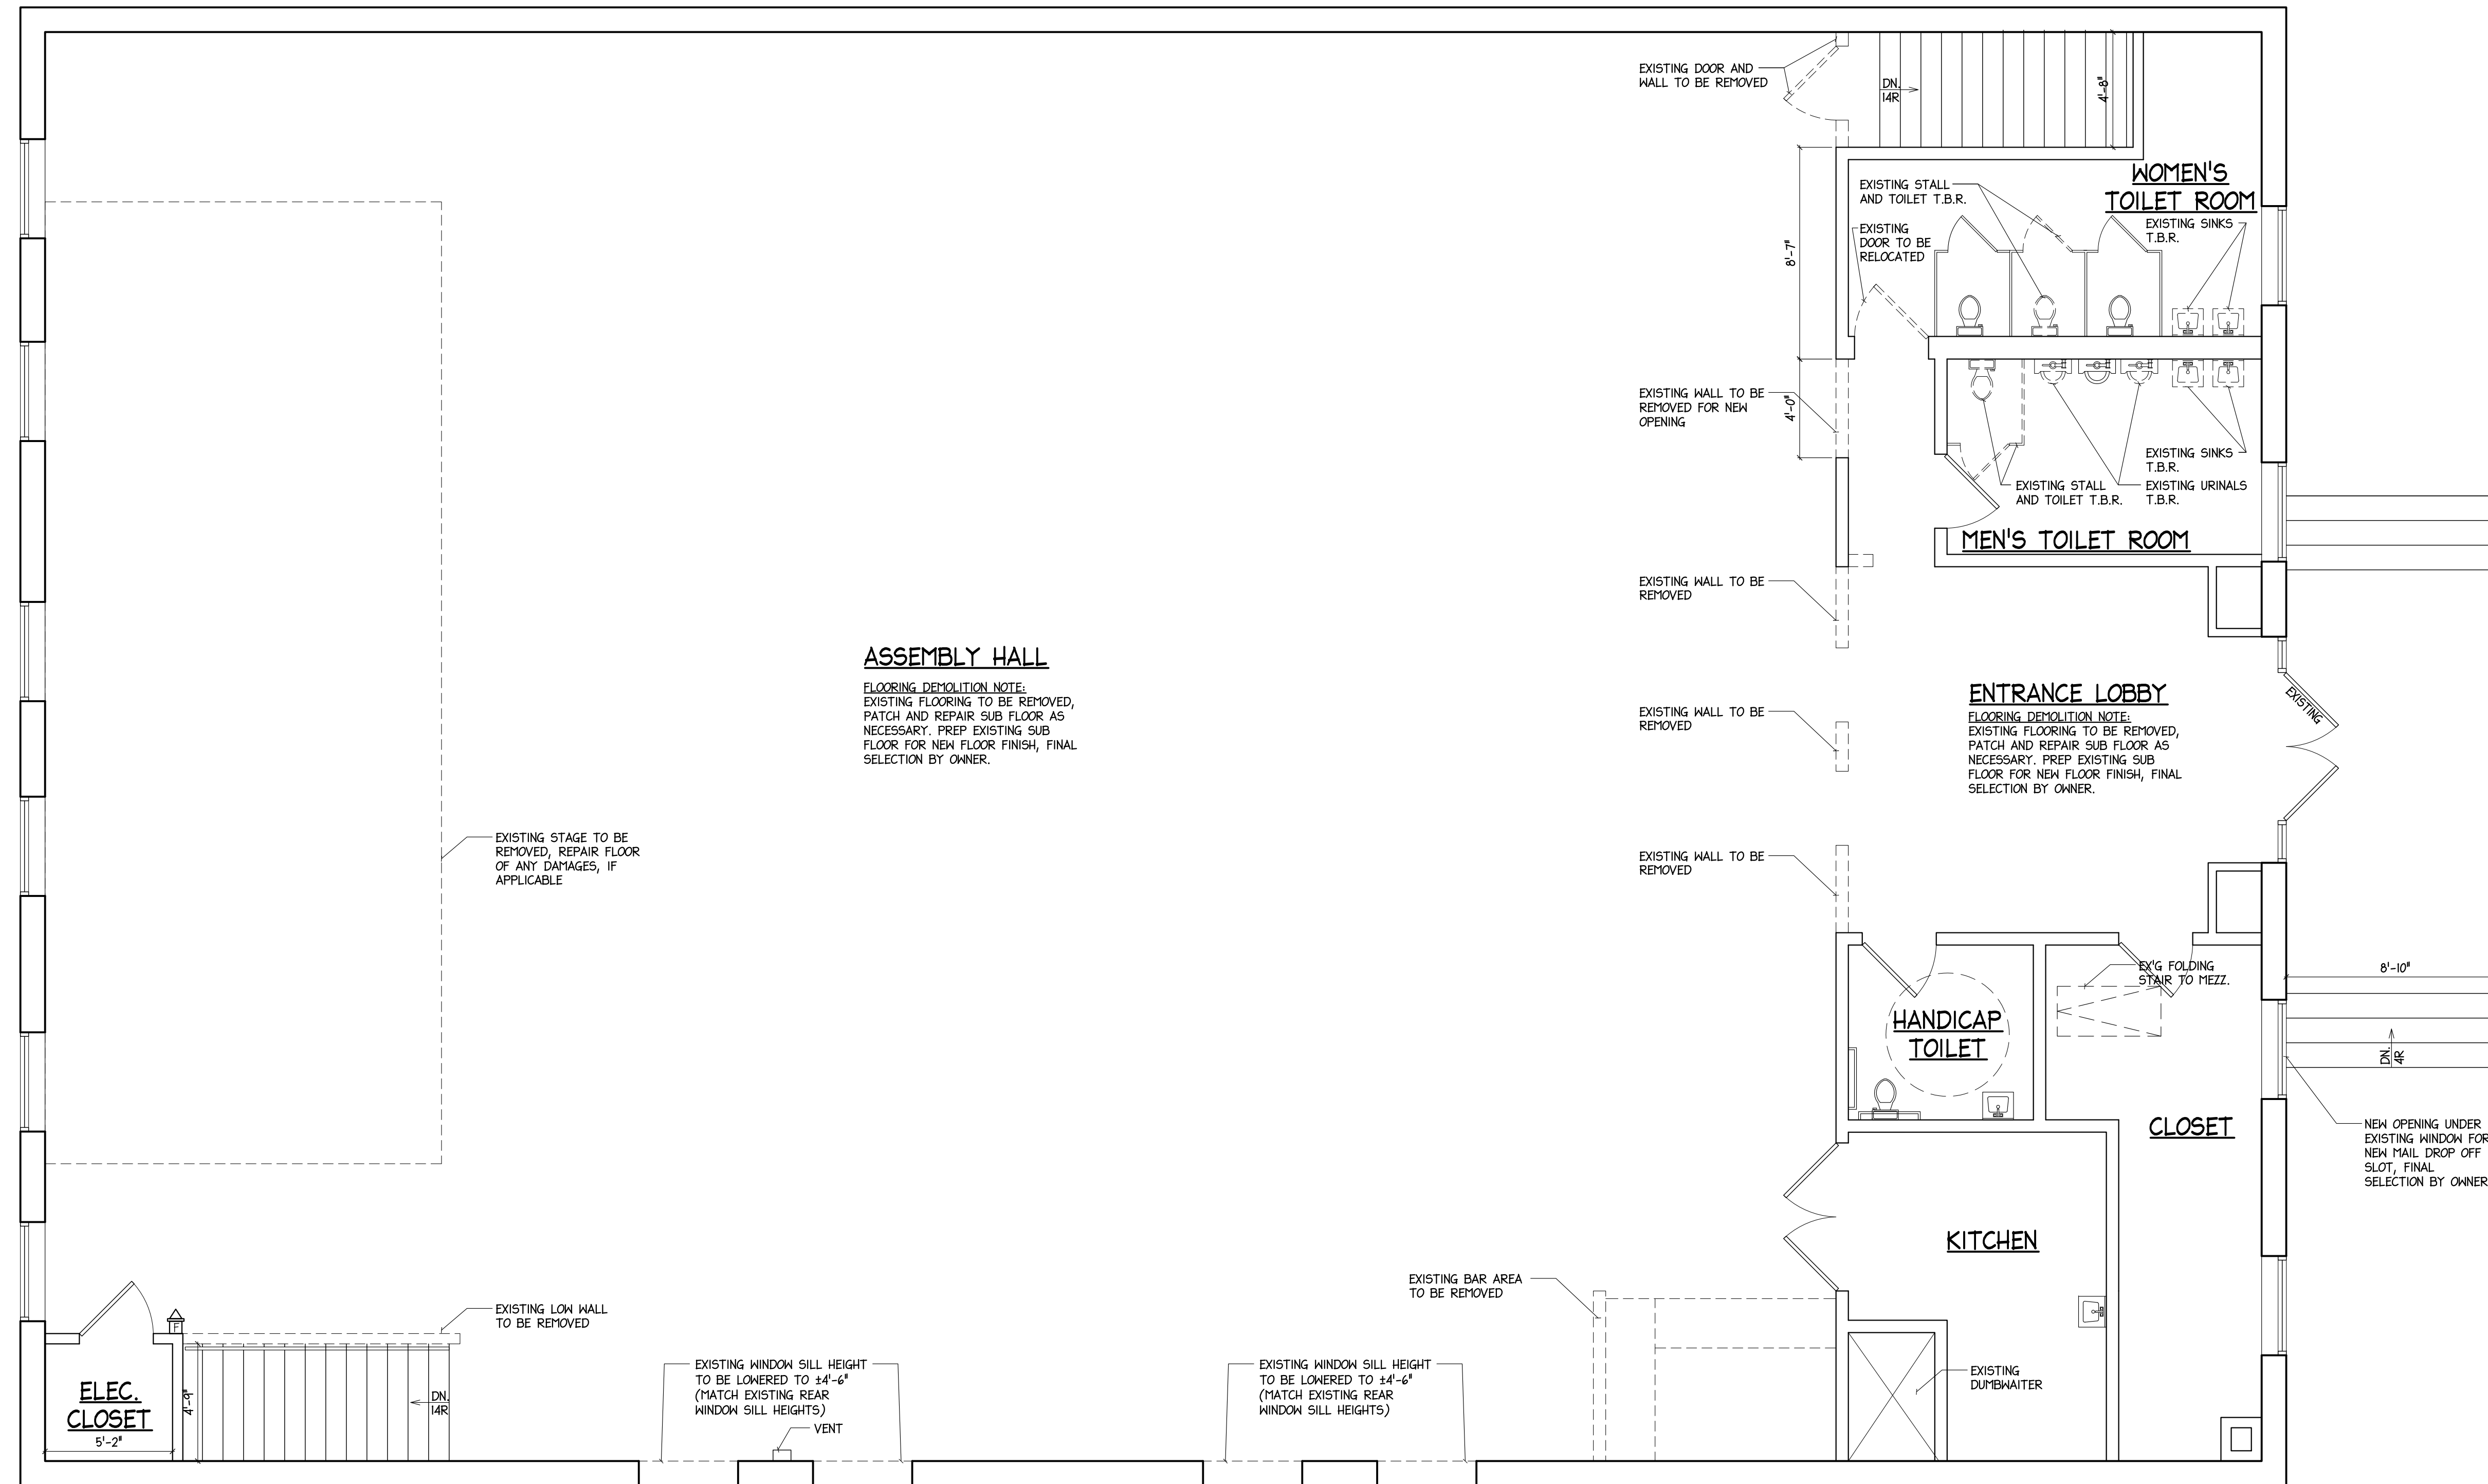 EXISTING DOOR AND
WALL TO BE REMOVED
DN.
14R
4'-8"
WOMEN'S
TOILET ROOM
EXISTING STALL
AND TOILET T.B.R.
EXISTING SINKS
T.B.R.
EXISTING
DOOR TO BE
RELOCATED
8'-7"
EXISTING WALL TO BE
REMOVED FOR NEW
OPENING
4'-0"
EXISTING SINKS
T.B.R.
EXISTING STALL
AND TOILET T.B.R.
EXISTING URINALS
T.B.R.
MEN'S TOILET ROOM
EXISTING WALL TO BE
REMOVED
ASSEMBLY HALL
FLOORING DEMOLITION NOTE:
EXISTING FLOORING TO BE REMOVED,
PATCH AND REPAIR SUB FLOOR AS
NECESSARY. PREP EXISTING SUB
FLOOR FOR NEW FLOOR FINISH, FINAL
SELECTION BY OWNER.
EXISTING WALL TO BE
REMOVED
ENTRANCE LOBBY
FLOORING DEMOLITION NOTE:
EXISTING FLOORING TO BE REMOVED,
PATCH AND REPAIR SUB FLOOR AS
NECESSARY. PREP EXISTING SUB
FLOOR FOR NEW FLOOR FINISH, FINAL
SELECTION BY OWNER.
EXISTING
EXISTING STAGE TO BE
REMOVED, REPAIR FLOOR
OF ANY DAMAGES, IF
APPLICABLE
EXISTING WALL TO BE
REMOVED
EX'G FOLDING
STAIR TO MEZZ.
8'-10"
HANDICAP
TOILET
DN.
4R
CLOSET
NEW OPENING UNDER
EXISTING WINDOW FOR
NEW MAIL DROP OFF
SLOT, FINAL
SELECTION BY OWNER
KITCHEN
EXISTING BAR AREA
TO BE REMOVED
EXISTING LOW WALL
TO BE REMOVED
F
ELEC.
CLOSET
5'-2"
4'-9"
DN.
14R
EXISTING WINDOW SILL HEIGHT
TO BE LOWERED TO ±4'-6"
(MATCH EXISTING REAR
WINDOW SILL HEIGHTS)
VENT
EXISTING WINDOW SILL HEIGHT
TO BE LOWERED TO ±4'-6"
(MATCH EXISTING REAR
WINDOW SILL HEIGHTS)
EXISTING
DUMBWAITER